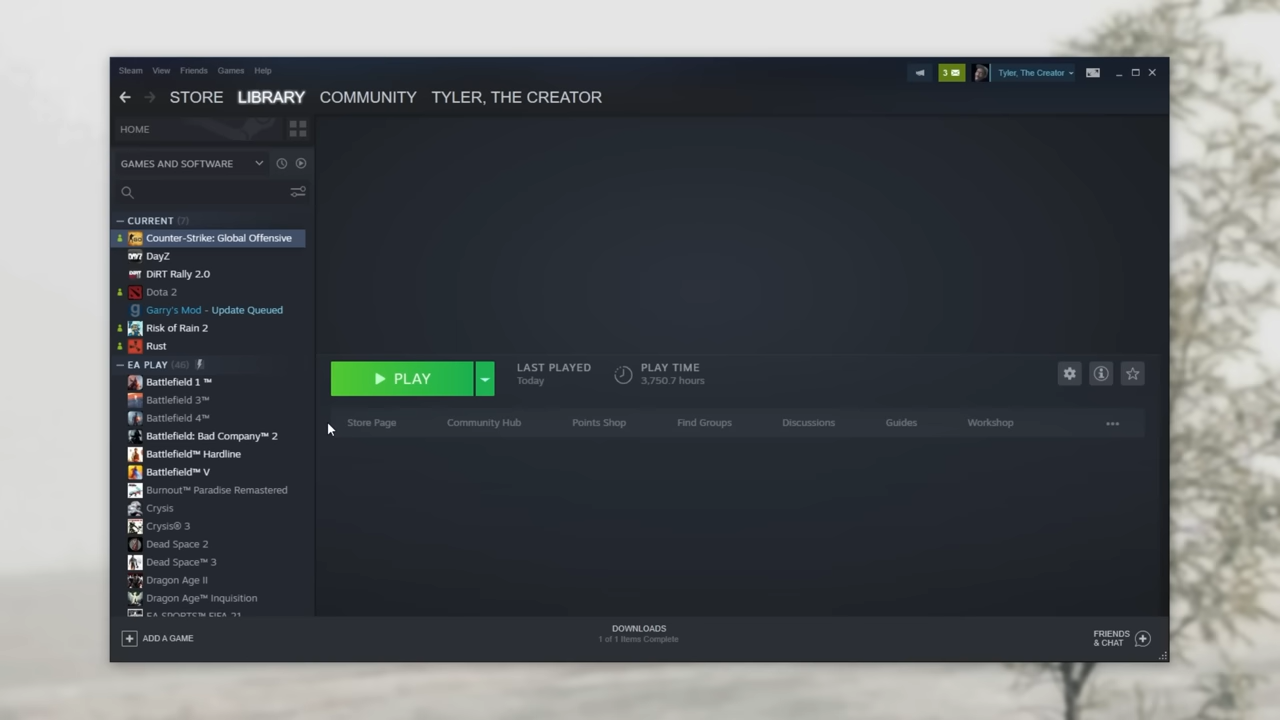 Steam View Friends Games Help
3 Tyler, The Creator
STORE LIBRARY COMMUNITY TYLER, THE CREATOR
HOME
GAMES AND SOFTWARE
CURRENT (7)
Counter-Strike: Global Offensive
DayZ
DiRT Rally 2.0
Dota 2
Garry's Mod - Update Queued
Risk of Rain 2
Rust
EA PLAY (46)
Battlefield 1 ™
Battlefield 3™
Battlefield 4™
Battlefield: Bad Company™ 2
Battlefield™ Hardline
Battlefield™ V
Burnout™ Paradise Remastered
Crysis
Crysis® 3
Dead Space 2
Dead Space™ 3
Dragon Age II
Dragon Age™ Inquisition
EA SPORTS™ FIFA 21
PLAY
LAST PLAYED
Today
PLAY TIME
3,750.7 hours
Store Page Community Hub Points Shop Find Groups Discussions Guides Workshop
ADD A GAME
DOWNLOADS
1 of 1 Items Complete
FRIENDS
& CHAT